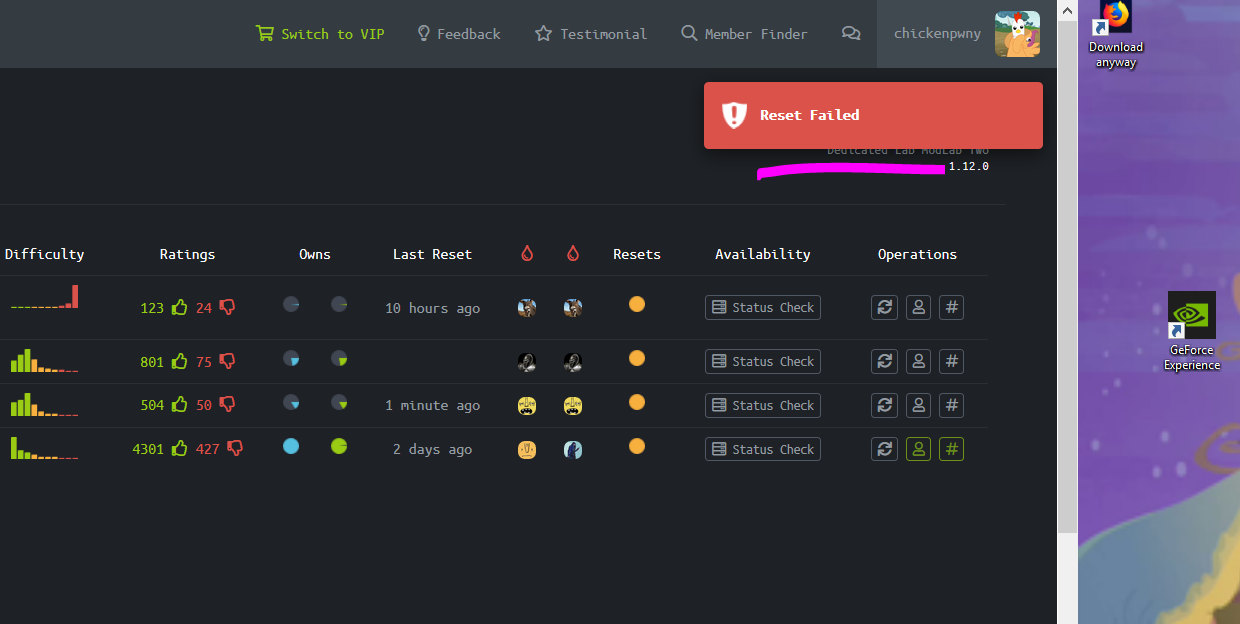 Switch to VIP Feedback Testimonial Member Finder chickenpwny
Download
anyway
Reset Failed
Dedicated Lab ModLab Two
1.12.0
Difficulty Ratings Owns Last Reset Resets Availability Operations
123 24 10 hours ago Status Check #
801 75 Status Check #
504 50 1 minute ago Status Check #
4301 427 2 days ago Status Check #
GeForce
Experience